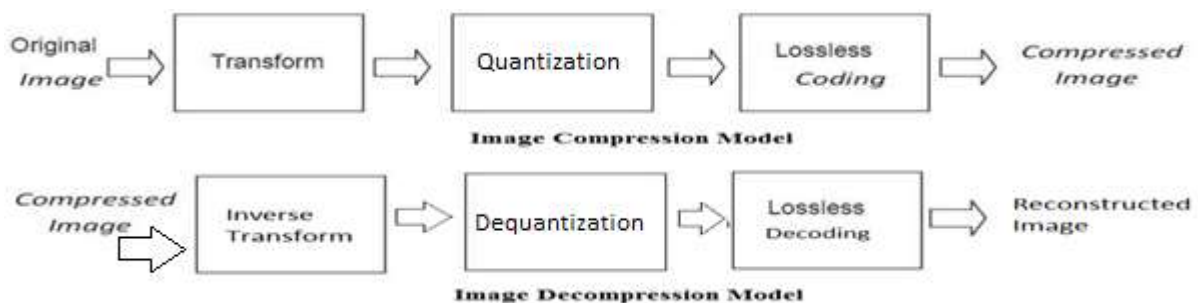 Original
Image
Transform
Quantization
Lossless
Coding
Compressed
Image
Image Compression Model
Compressed
Image
Inverse
Transform
Dequantization
Lossless
Decoding
Reconstructed
Image
Image Decompression Model